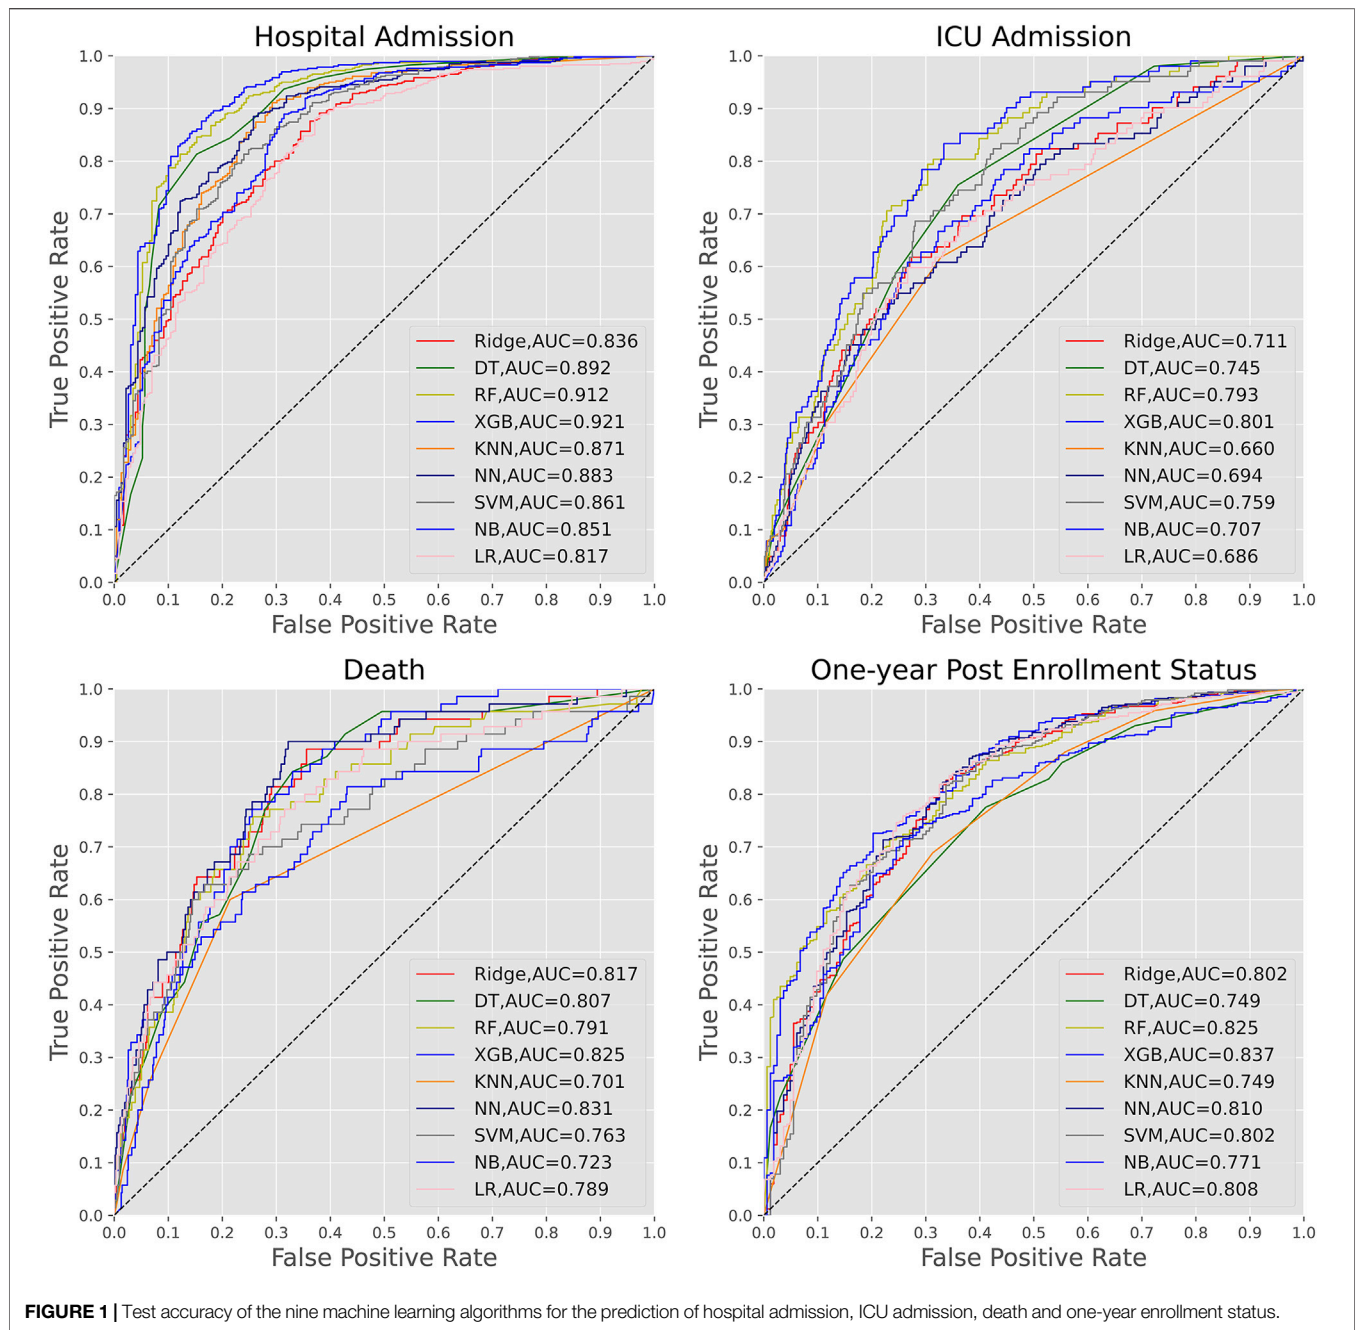 Hospital Admission
True Positive Rate
1.0
0.9
0.8
0.7
0.6
0.5
0.4
0.3
0.2
0.1
0.0
Ridge,AUC=0.836
DT,AUC=0.892
RF,AUC=0.912
XGB,AUC=0.921
KNN,AUC=0.871
NN,AUC=0.883
SVM,AUC=0.861
NB,AUC=0.851
LR,AUC=0.817
0.0 0.1 0.2 0.3 0.4 0.5 0.6 0.7 0.8 0.9 1.0
False Positive Rate
ICU Admission
True Positive Rate
1.0
0.9
0.8
0.7
0.6
0.5
0.4
0.3
0.2
0.1
0.0
Ridge,AUC=0.711
DT,AUC=0.745
RF,AUC=0.793
XGB,AUC=0.801
KNN,AUC=0.660
NN,AUC=0.694
SVM,AUC=0.759
NB,AUC=0.707
LR,AUC=0.686
0.0 0.1 0.2 0.3 0.4 0.5 0.6 0.7 0.8 0.9 1.0
False Positive Rate
Death
True Positive Rate
1.0
0.9
0.8
0.7
0.6
0.5
0.4
0.3
0.2
0.1
0.0
Ridge,AUC=0.817
DT,AUC=0.807
RF,AUC=0.791
XGB,AUC=0.825
KNN,AUC=0.701
NN,AUC=0.831
SVM,AUC=0.763
NB,AUC=0.723
LR,AUC=0.789
0.0 0.1 0.2 0.3 0.4 0.5 0.6 0.7 0.8 0.9 1.0
False Positive Rate
One-year Post Enrollment Status
True Positive Rate
1.0
0.9
0.8
0.7
0.6
0.5
0.4
0.3
0.2
0.1
0.0
Ridge,AUC=0.802
DT,AUC=0.749
RF,AUC=0.825
XGB,AUC=0.837
KNN,AUC=0.749
NN,AUC=0.810
SVM,AUC=0.802
NB,AUC=0.771
LR,AUC=0.808
0.0 0.1 0.2 0.3 0.4 0.5 0.6 0.7 0.8 0.9 1.0
False Positive Rate
FIGURE 1 | Test accuracy of the nine machine learning algorithms for the prediction of hospital admission, ICU admission, death and one-year enrollment status.